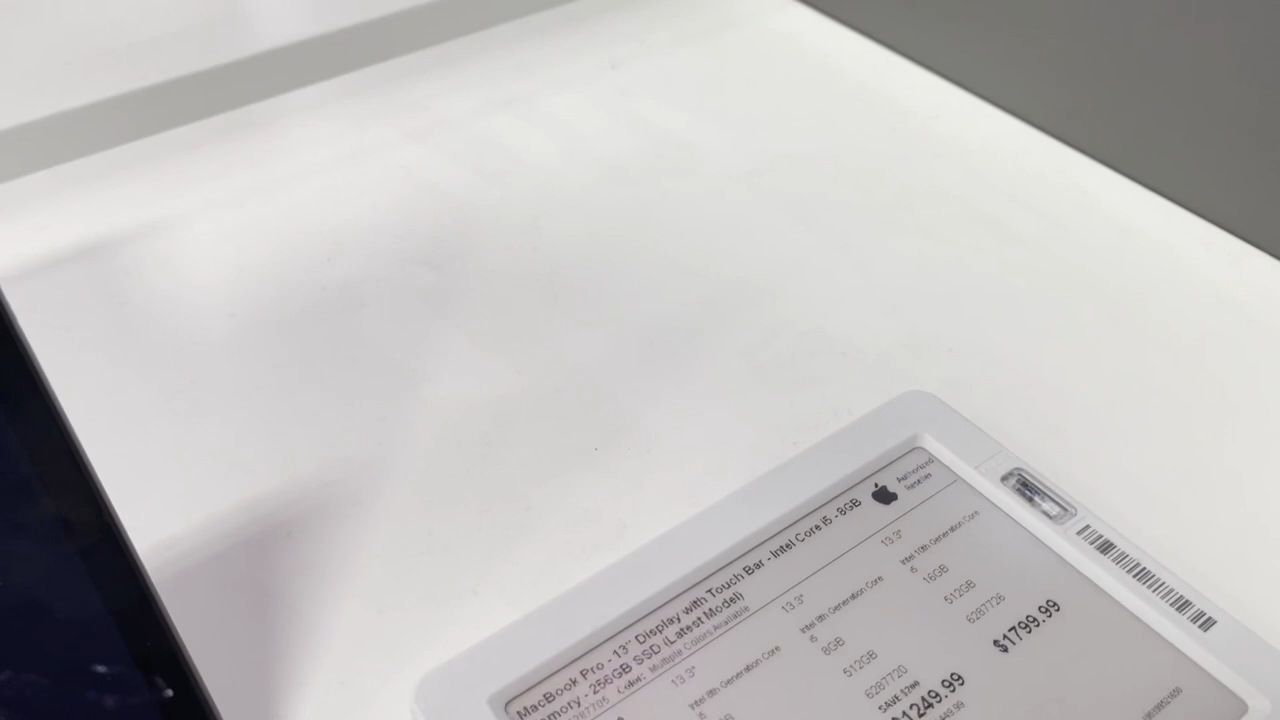 MacBook Pro - 13" Display with Touch Bar - Intel Core i5 - 8GB
emory - 256GB SSD (Latest Model)
Color: Multiple Colors Available
Authorized
Reseller
13.3"
13.3"
13.3"
Intel 8th Generation Core
i5
Intel 8th Generation Core
i5
8GB
512GB
6287720
SAVE $200
$1249.99
Intel 10th Generation Core
i5
16GB
512GB
6287726
$1799.99